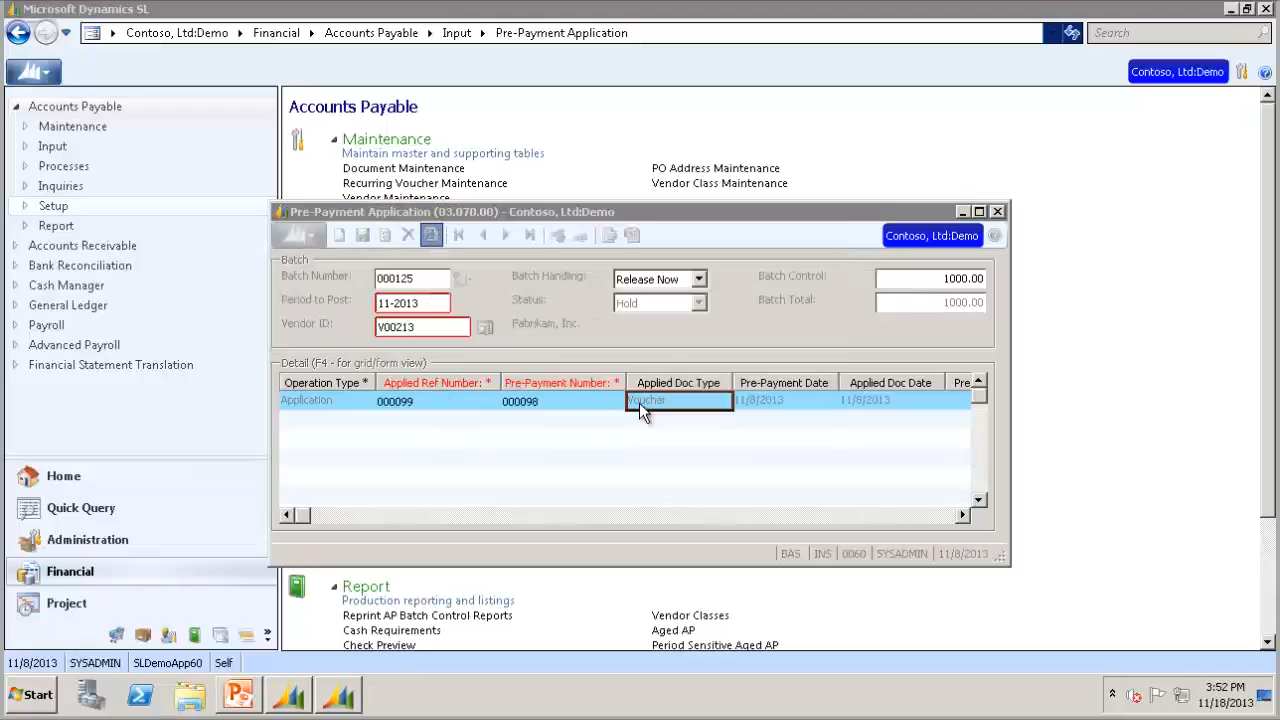 Microsoft Dynamics SL
Contoso, Ltd:Demo
Financial
Accounts Payable
Input
Pre-Payment Application
Search
Contoso, Ltd:Demo
Accounts Payable
Maintenance
Input
Processes
Inquiries
Setup
Report
Accounts Receivable
Bank Reconciliation
Cash Manager
General Ledger
Payroll
Advanced Payroll
Financial Statement Translation
Home
Quick Query
Administration
Financial
Project
Accounts Payable
Maintenance
Maintain master and supporting tables
Document Maintenance
PO Address Maintenance
Recurring Voucher Maintenance
Vendor Class Maintenance
Vendor Maintenance
Pre-Payment Application (03.070.00) - Contoso, Ltd:Demo
Contoso, Ltd:Demo
Batch
Batch Number:
000125
Batch Handling:
Release Now
Batch Control:
1000.00
Period to Post:
11-2013
Status:
Hold
Batch Total:
1000.00
Vendor ID:
V00213
Fabrikam, Inc.
Detail (F4 - for grid/form view)
Operation Type *
Applied Ref Number: *
Pre-Payment Number: *
Applied Doc Type
Pre-Payment Date
Applied Doc Date
Pre
Application
000099
000098
Voucher
11/8/2013
11/8/2013
BAS
INS
0060
SYSADMIN
11/8/2013
Report
Production reporting and listings
Reprint AP Batch Control Reports
Vendor Classes
Cash Requirements
Aged AP
Check Preview
Period Sensitive Aged AP
11/8/2013
SYSADMIN
SLDemoApp60
Self
Start
3:52 PM
11/18/2013